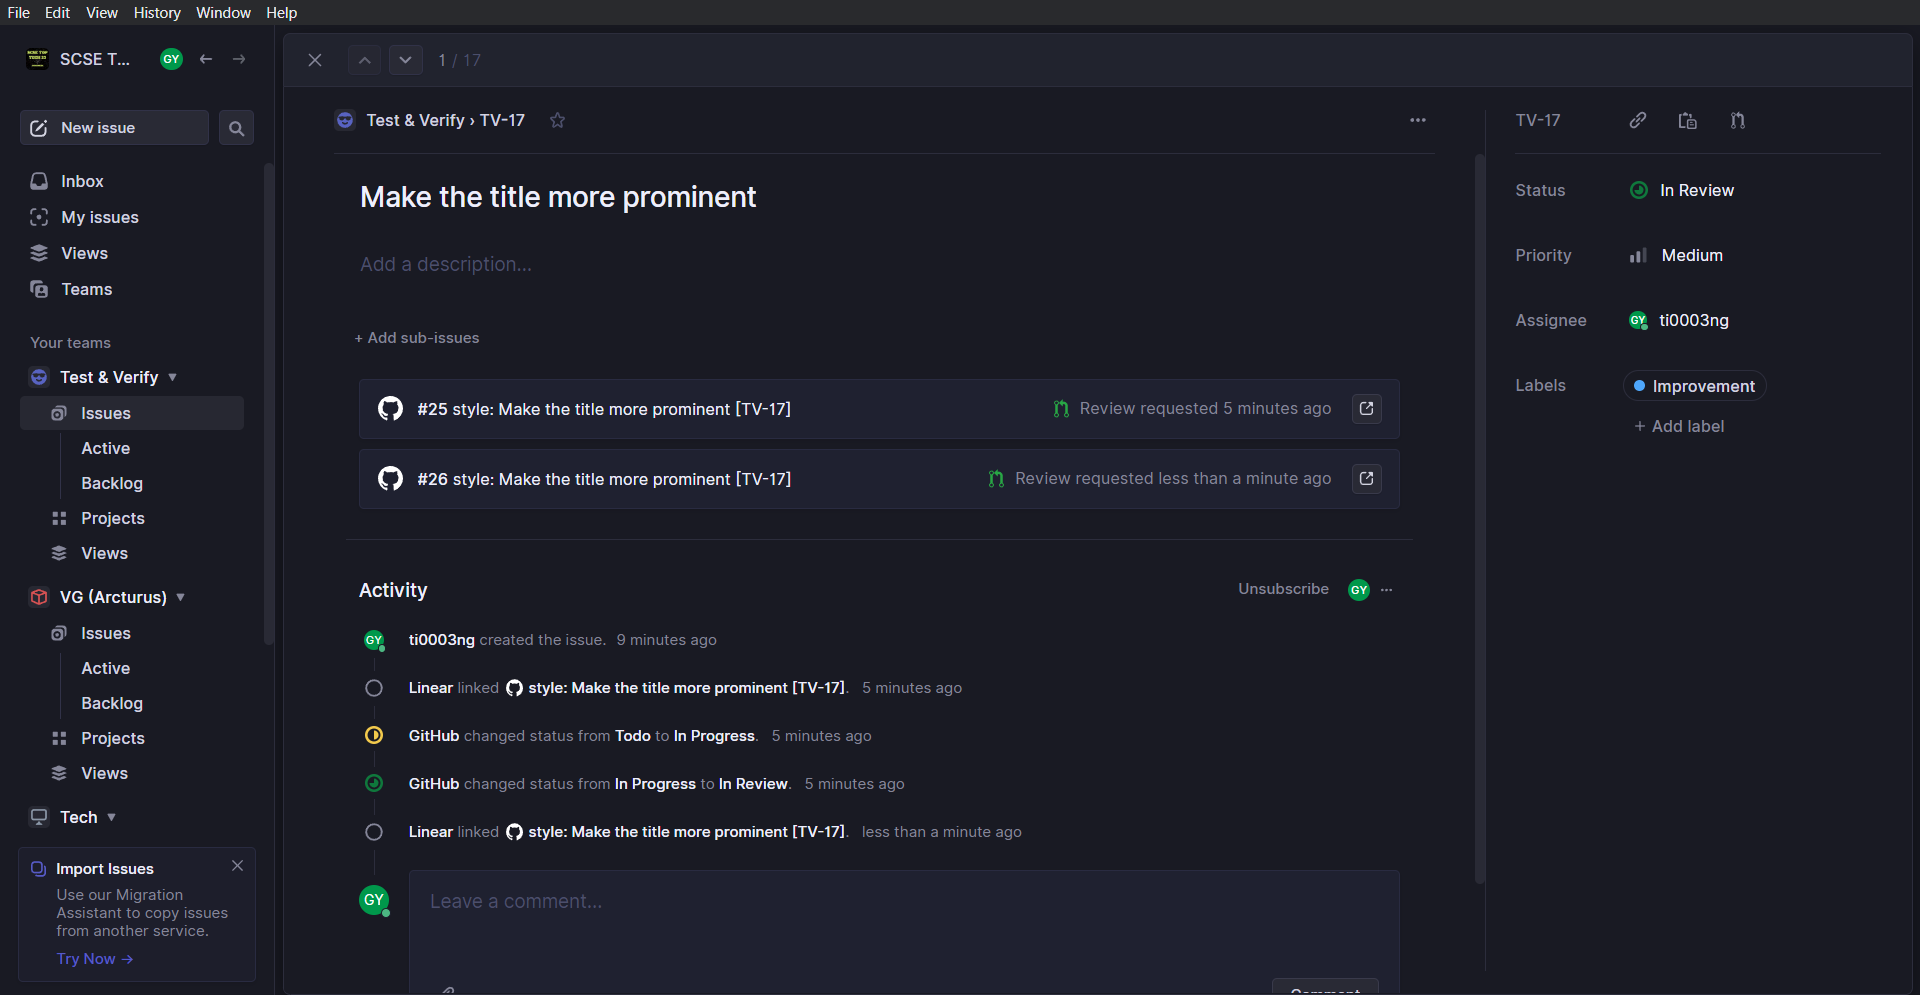 File Edit View History Window Help
SCSE T... GY
1 / 17
New issue
Inbox
My issues
Views
Teams
Your teams
Test & Verify
Issues
Active
Backlog
Projects
Views
VG (Arcturus)
Issues
Active
Backlog
Projects
Views
Tech
Import Issues
Use our Migration
Assistant to copy issues
from another service.
Try Now →
Test & Verify › TV-17
Make the title more prominent
Add a description...
+ Add sub-issues
#25 style: Make the title more prominent [TV-17] Review requested 5 minutes ago
#26 style: Make the title more prominent [TV-17] Review requested less than a minute ago
Activity Unsubscribe GY
GY ti0003ng created the issue. 9 minutes ago
Linear linked style: Make the title more prominent [TV-17]. 5 minutes ago
GitHub changed status from Todo to In Progress. 5 minutes ago
GitHub changed status from In Progress to In Review. 5 minutes ago
Linear linked style: Make the title more prominent [TV-17]. less than a minute ago
GY Leave a comment...
Comment
TV-17
Status In Review
Priority Medium
Assignee GY ti0003ng
Labels Improvement
+ Add label